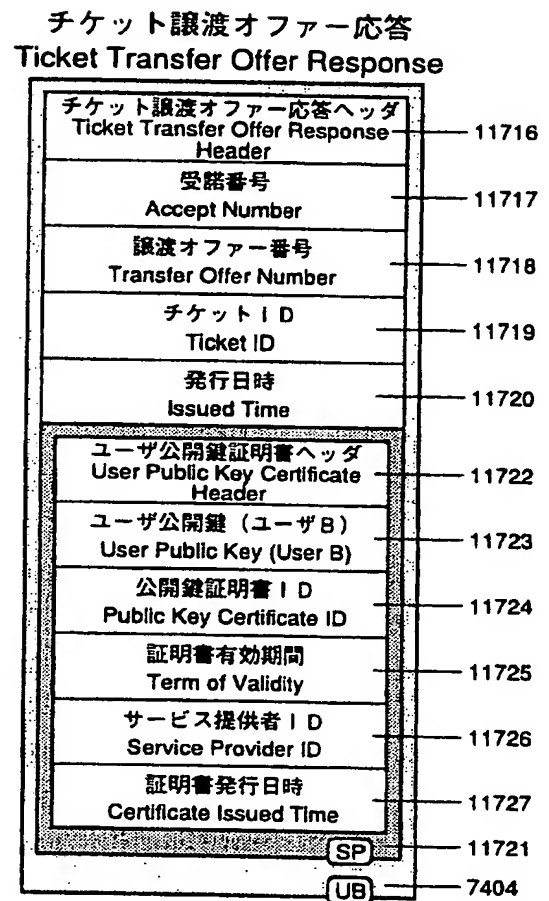 チケット譲渡オファー応答
Ticket Transfer Offer Response
チケット譲渡オファー応答ヘッダ
Ticket Transfer Offer Response
Header
11716
受諾番号
Accept Number
11717
譲渡オファー番号
Transfer Offer Number
11718
チケットID
Ticket ID
11719
発行日時
Issued Time
11720
ユーザ公開鍵証明書ヘッダ
User Public Key Certificate
Header
11722
ユーザ公開鍵(ユーザB)
User Public Key (User B)
11723
公開鍵証明書ID
Public Key Certificate ID
11724
証明書有効期間
Term of Validity
11725
サービス提供者ID
Service Provider ID
11726
証明書発行日時
Certificate Issued Time
11727
SP
11721
UB
7404